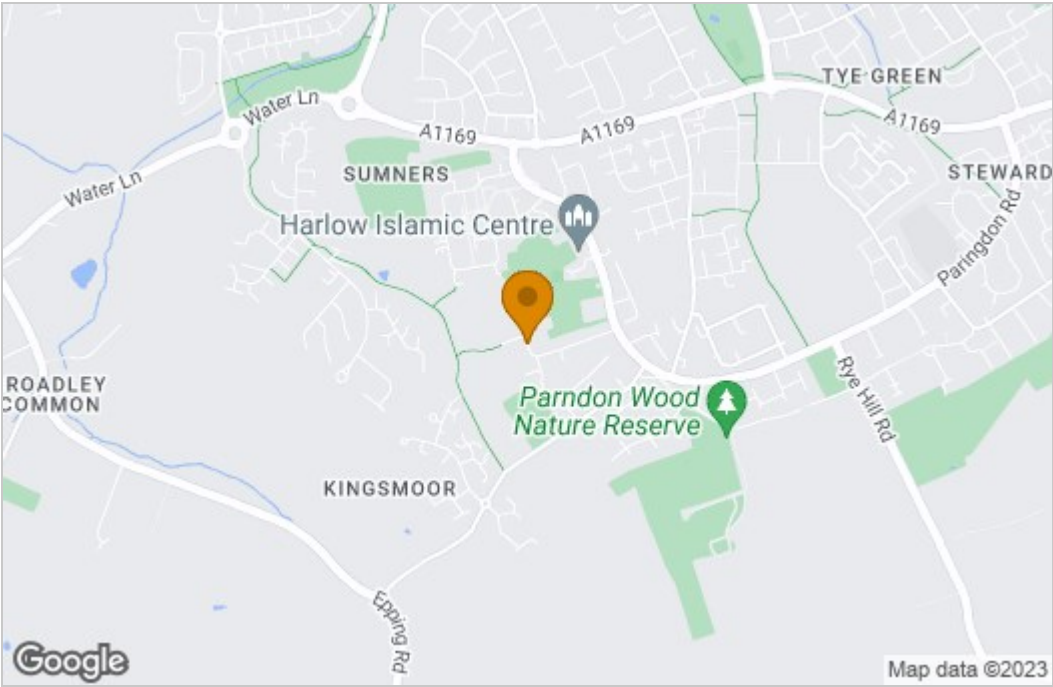 TYE GREEN
Water Ln
A1169
A1169
A1169
SUMNERS
STEWARD
Water Ln
Harlow Islamic Centre
Paringdon Rd
ROADLEY
COMMON
Rye Hill Rd
Parndon Wood
Nature Reserve
KINGSMOOR
Epping Rd
Google
Map data ©2023